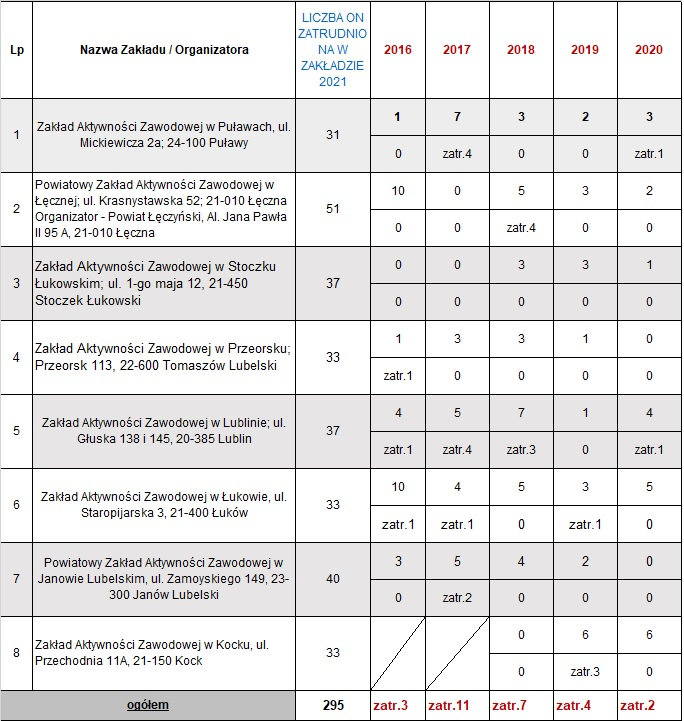 Lp
Nazwa Zakładu / Organizatora
LICZBA ON
ZATRUDNIO
NA W
ZAKŁADZIE
2021
2016
2017
2018
2019
2020
1
Zakład Aktywności Zawodowej w Puławach, ul.
Mickiewicza 2a; 24-100 Puławy
31
1 7 3 2 3
0 zatr.4 0 0 zatr.1
2
Powiatowy Zakład Aktywności Zawodowej w
Łęcznej; ul. Krasnystawska 52; 21-010 Łęczna
Organizator - Powiat Łęczyński, Al. Jana Pawła
II 95 A, 21-010 Łęczna
51
10 0 5 3 2
0 0 zatr.4 0 0
3
Zakład Aktywności Zawodowej w Stoczku
Łukowskim; ul. 1-go maja 12, 21-450
Stoczek Łukowski
37
0 0 3 3 1
0 0 0 0 0
4
Zakład Aktywności Zawodowej w Przeorsku;
Przeorsk 113, 22-600 Tomaszów Lubelski
33
1 3 3 1 0
zatr.1 0 0 0 0
5
Zakład Aktywności Zawodowej w Lublinie; ul.
Głuska 138 i 145, 20-385 Lublin
37
4 5 7 1 4
zatr.1 zatr.4 zatr.3 0 zatr.1
6
Zakład Aktywności Zawodowej w Łukowie, ul.
Staropijarska 3, 21-400 Łuków
33
10 4 5 3 5
zatr.1 zatr.1 0 zatr.1 0
7
Powiatowy Zakład Aktywności Zawodowej w
Janowie Lubelskim, ul. Zamoyskiego 149, 23-
300 Janów Lubelski
40
3 5 4 2 0
0 zatr.2 0 0 0
8
Zakład Aktywności Zawodowej w Kocku, ul.
Przechodnia 11A, 21-150 Kock
33
0 6 6
0 zatr.3 0
ogółem 295 zatr.3 zatr.11 zatr.7 zatr.4 zatr.2